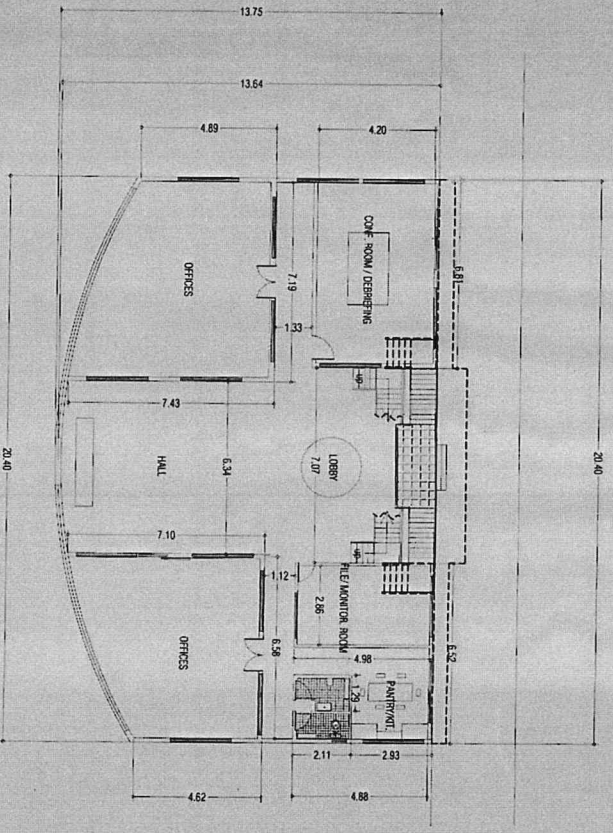 13.75
13.64
4.89
4.20
CONF. ROOM / DEBRIEFING
OFFICES
6.81
7.19
1.33
UP
7.43
20.40
20.40
6.34
HALL
LOBBY
7.07
7.10
UP
1.12
FILE/ MONITOR. ROOM
2.86
6.58
6.52
4.98
OFFICES
PANTRY/KIT.
1.29
2.11
2.93
4.62
4.88